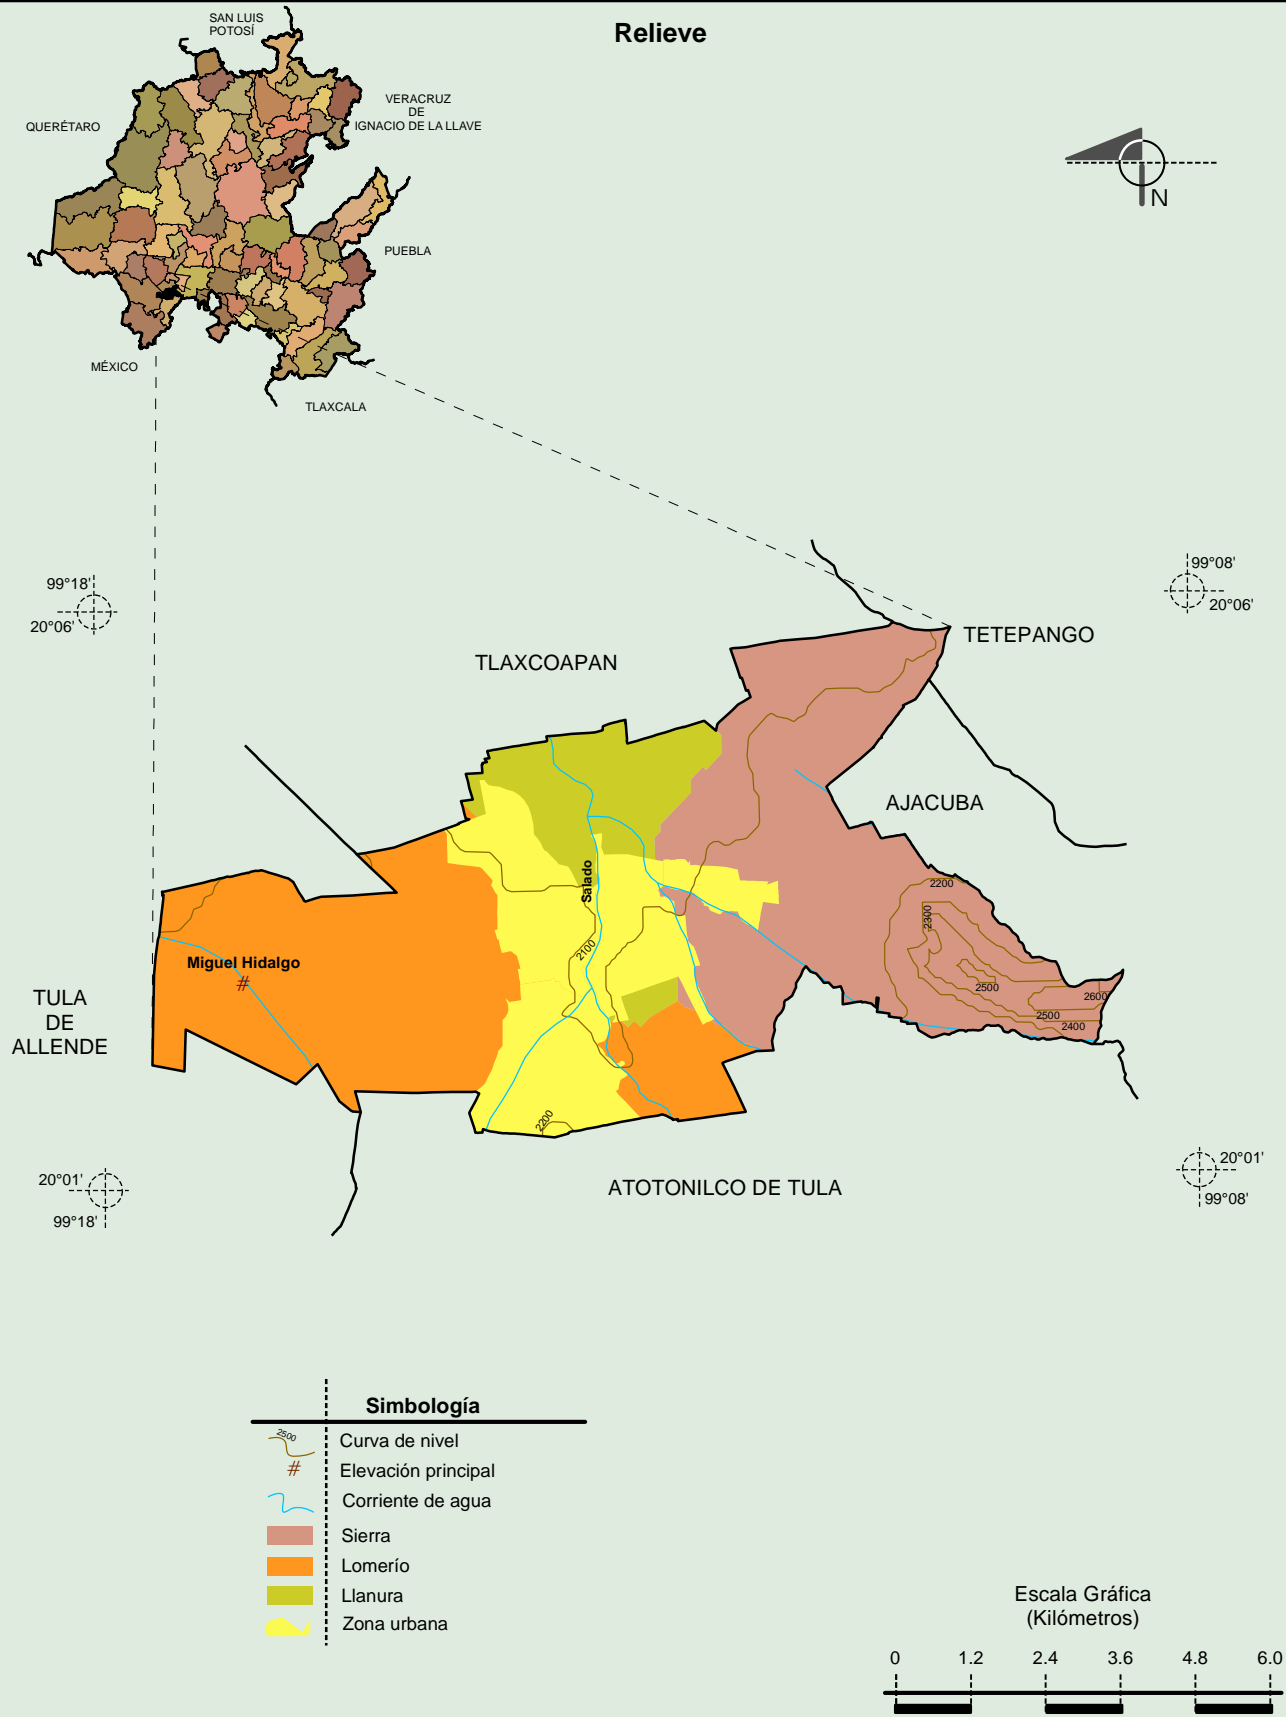 Relieve
SAN LUIS
POTOSÍ
VERACRUZ
DE
IGNACIO DE LA LLAVE
QUERÉTARO
PUEBLA
MÉXICO
TLAXCALA
N
99°18'
20°06'
99°08'
20°06'
TETEPANGO
TLAXCOAPAN
AJACUBA
Salado
2200
2300
2100
Miguel Hidalgo
#
2500
2600
2500
2400
TULA
DE
ALLENDE
2200
ATOTONILCO DE TULA
20°01'
99°18'
20°01'
99°08'
Simbología
2500
Curva de nivel
# Elevación principal
Corriente de agua
Sierra
Lomerío
Llanura
Zona urbana
Escala Gráfica
(Kilómetros)
0 1.2 2.4 3.6 4.8 6.0